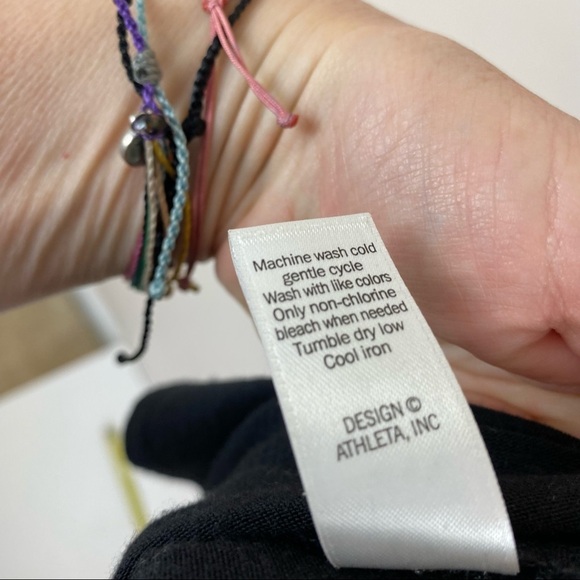 Machine wash cold
gentle cycle
Wash with like colors
Only non-chlorine
bleach when needed
Tumble dry low
Cool iron
DESIGN ©
ATHLETA, INC